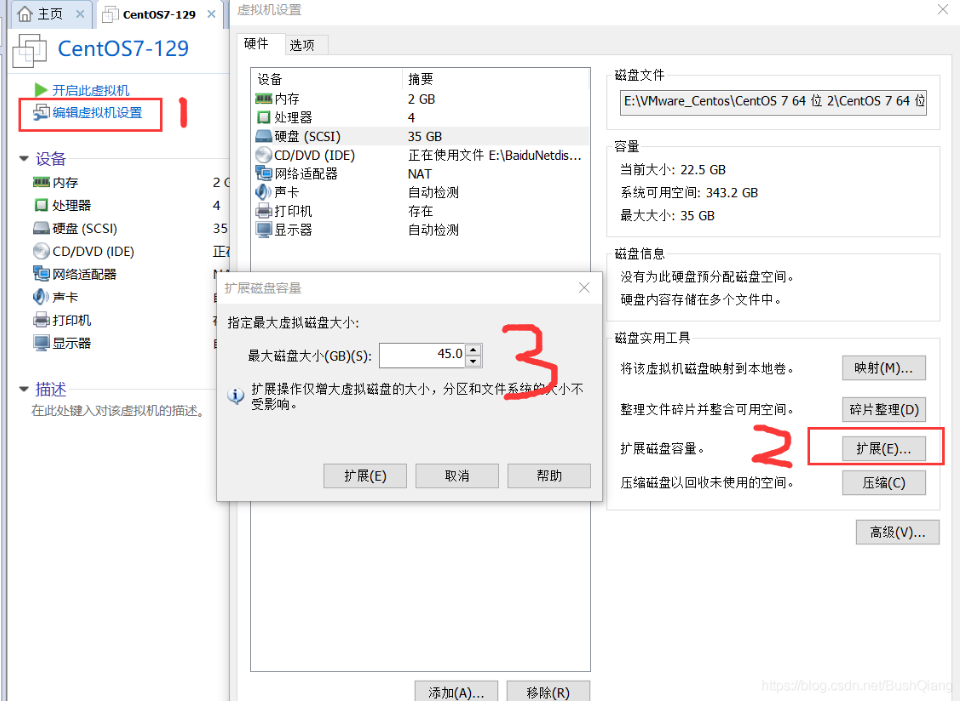 主页
CentOS7-129
虚拟机设置
CentOS7-129
开启此虚拟机
编辑虚拟机设置
1
设备
内存 2 G
处理器 4
硬盘 (SCSI) 35
CD/DVD (IDE) 正在
网络适配器
声卡
打印机
显示器
描述
在此处键入对该虚拟机的描述。
硬件 选项
设备 摘要
内存 2 GB
处理器 4
硬盘 (SCSI) 35 GB
CD/DVD (IDE) 正在使用文件 E:\BaiduNetdis...
网络适配器 NAT
声卡 自动检测
打印机 存在
显示器 自动检测
扩展磁盘容量
指定最大虚拟磁盘大小:
最大磁盘大小(GB)(S): 45.0
3
扩展操作仅增大虚拟磁盘的大小，分区和文件系统的大小不
受影响。
扩展(E) 取消 帮助
添加(A)... 移除(R)
磁盘文件
E:\VMware_Centos\CentOS 7 64 位 2\CentOS 7 64 位
容量
当前大小: 22.5 GB
系统可用空间: 343.2 GB
最大大小: 35 GB
磁盘信息
没有为此硬盘预分配磁盘空间。
硬盘内容存储在多个文件中。
磁盘实用工具
将该虚拟机磁盘映射到本地卷。 映射(M)...
整理文件碎片并整合可用空间。 碎片整理(D)
扩展磁盘容量。 2 扩展(E)...
压缩磁盘以回收未使用的空间。 压缩(C)
高级(V)...
https://blog.csdn.net/BushQiang